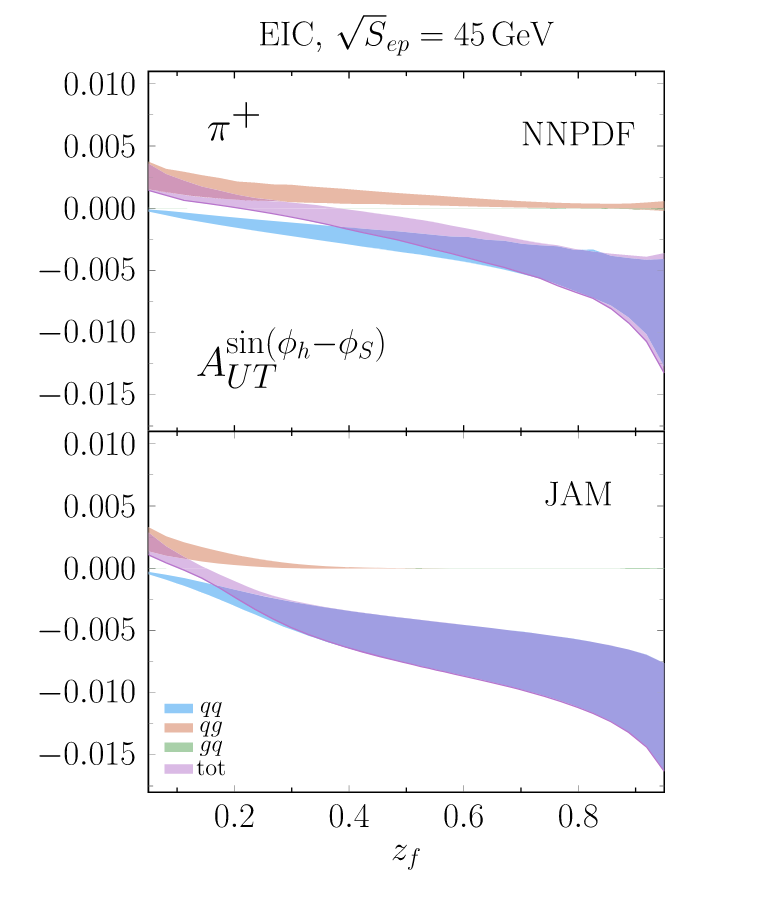 EIC, √S_ep = 45 GeV
0.010
π⁺ NNPDF
0.005
0.000
−0.005
−0.010
A_UT^sin(ϕ_h−ϕ_S)
−0.015
0.010
JAM
0.005
0.000
−0.005
−0.010
qq
qg
gq
−0.015
tot
0.2 0.4 0.6 0.8
z_f